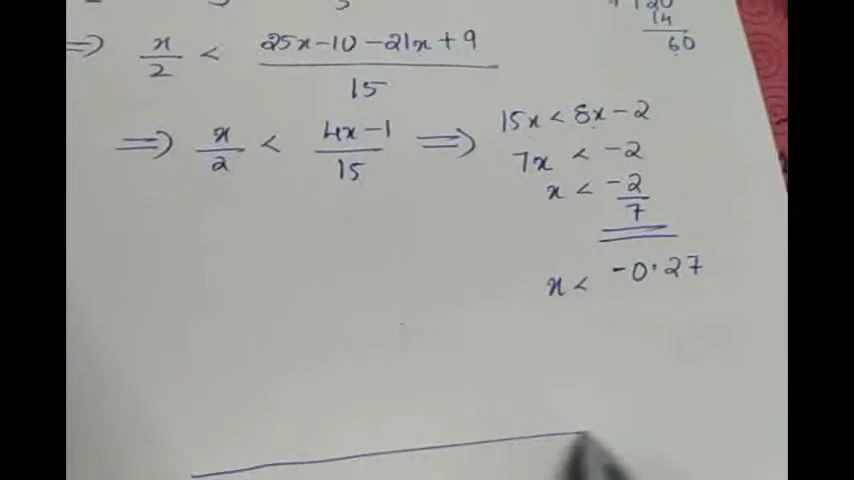 120
14
60
=> x/2 < (25x-10-21x+9)/15
=> x/2 < (4x-1)/15 => 15x < 8x-2
7x < -2
x < -2/7
x < -0.27